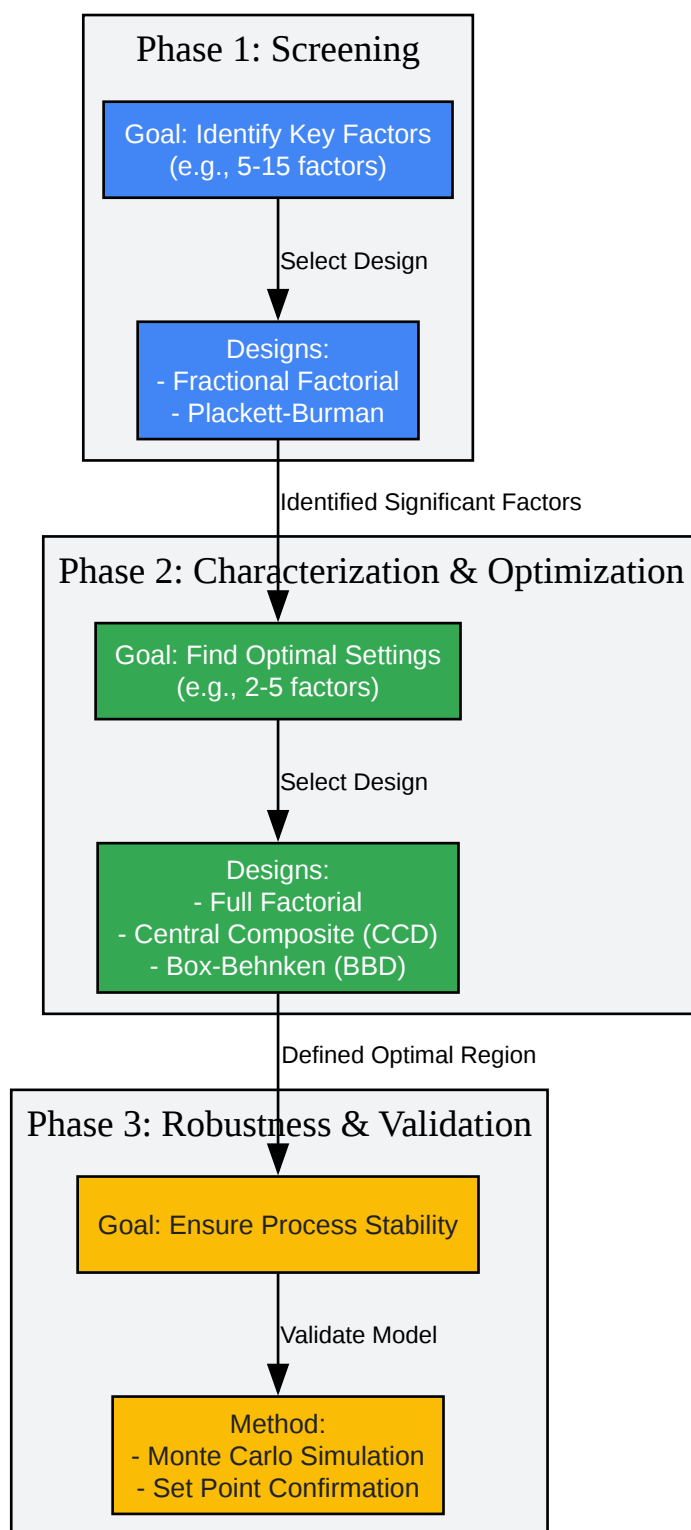 Phase 1: Screening
Goal: Identify Key Factors
(e.g., 5-15 factors)
Select Design
Designs:
- Fractional Factorial
- Plackett-Burman
Identified Significant Factors
Phase 2: Characterization & Optimization
Goal: Find Optimal Settings
(e.g., 2-5 factors)
Select Design
Designs:
- Full Factorial
- Central Composite (CCD)
- Box-Behnken (BBD)
Defined Optimal Region
Phase 3: Robustness & Validation
Goal: Ensure Process Stability
Validate Model
Method:
- Monte Carlo Simulation
- Set Point Confirmation